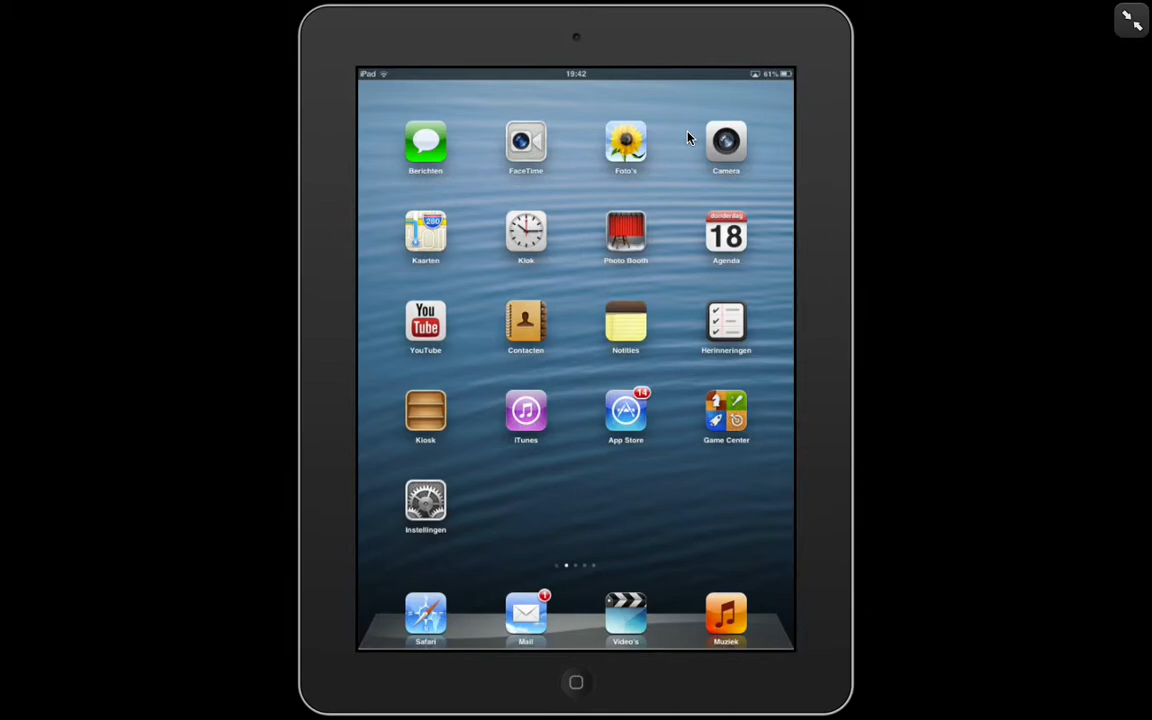 iPad 19:42 61%
Berichten FaceTime Foto's Camera
280 donderdag
18
Kaarten Klok Photo Booth Agenda
You
Tube
YouTube Contacten Notities Herinneringen
14
Kiosk iTunes App Store Game Center
Instellingen
1
Safari Mail Video's Muziek